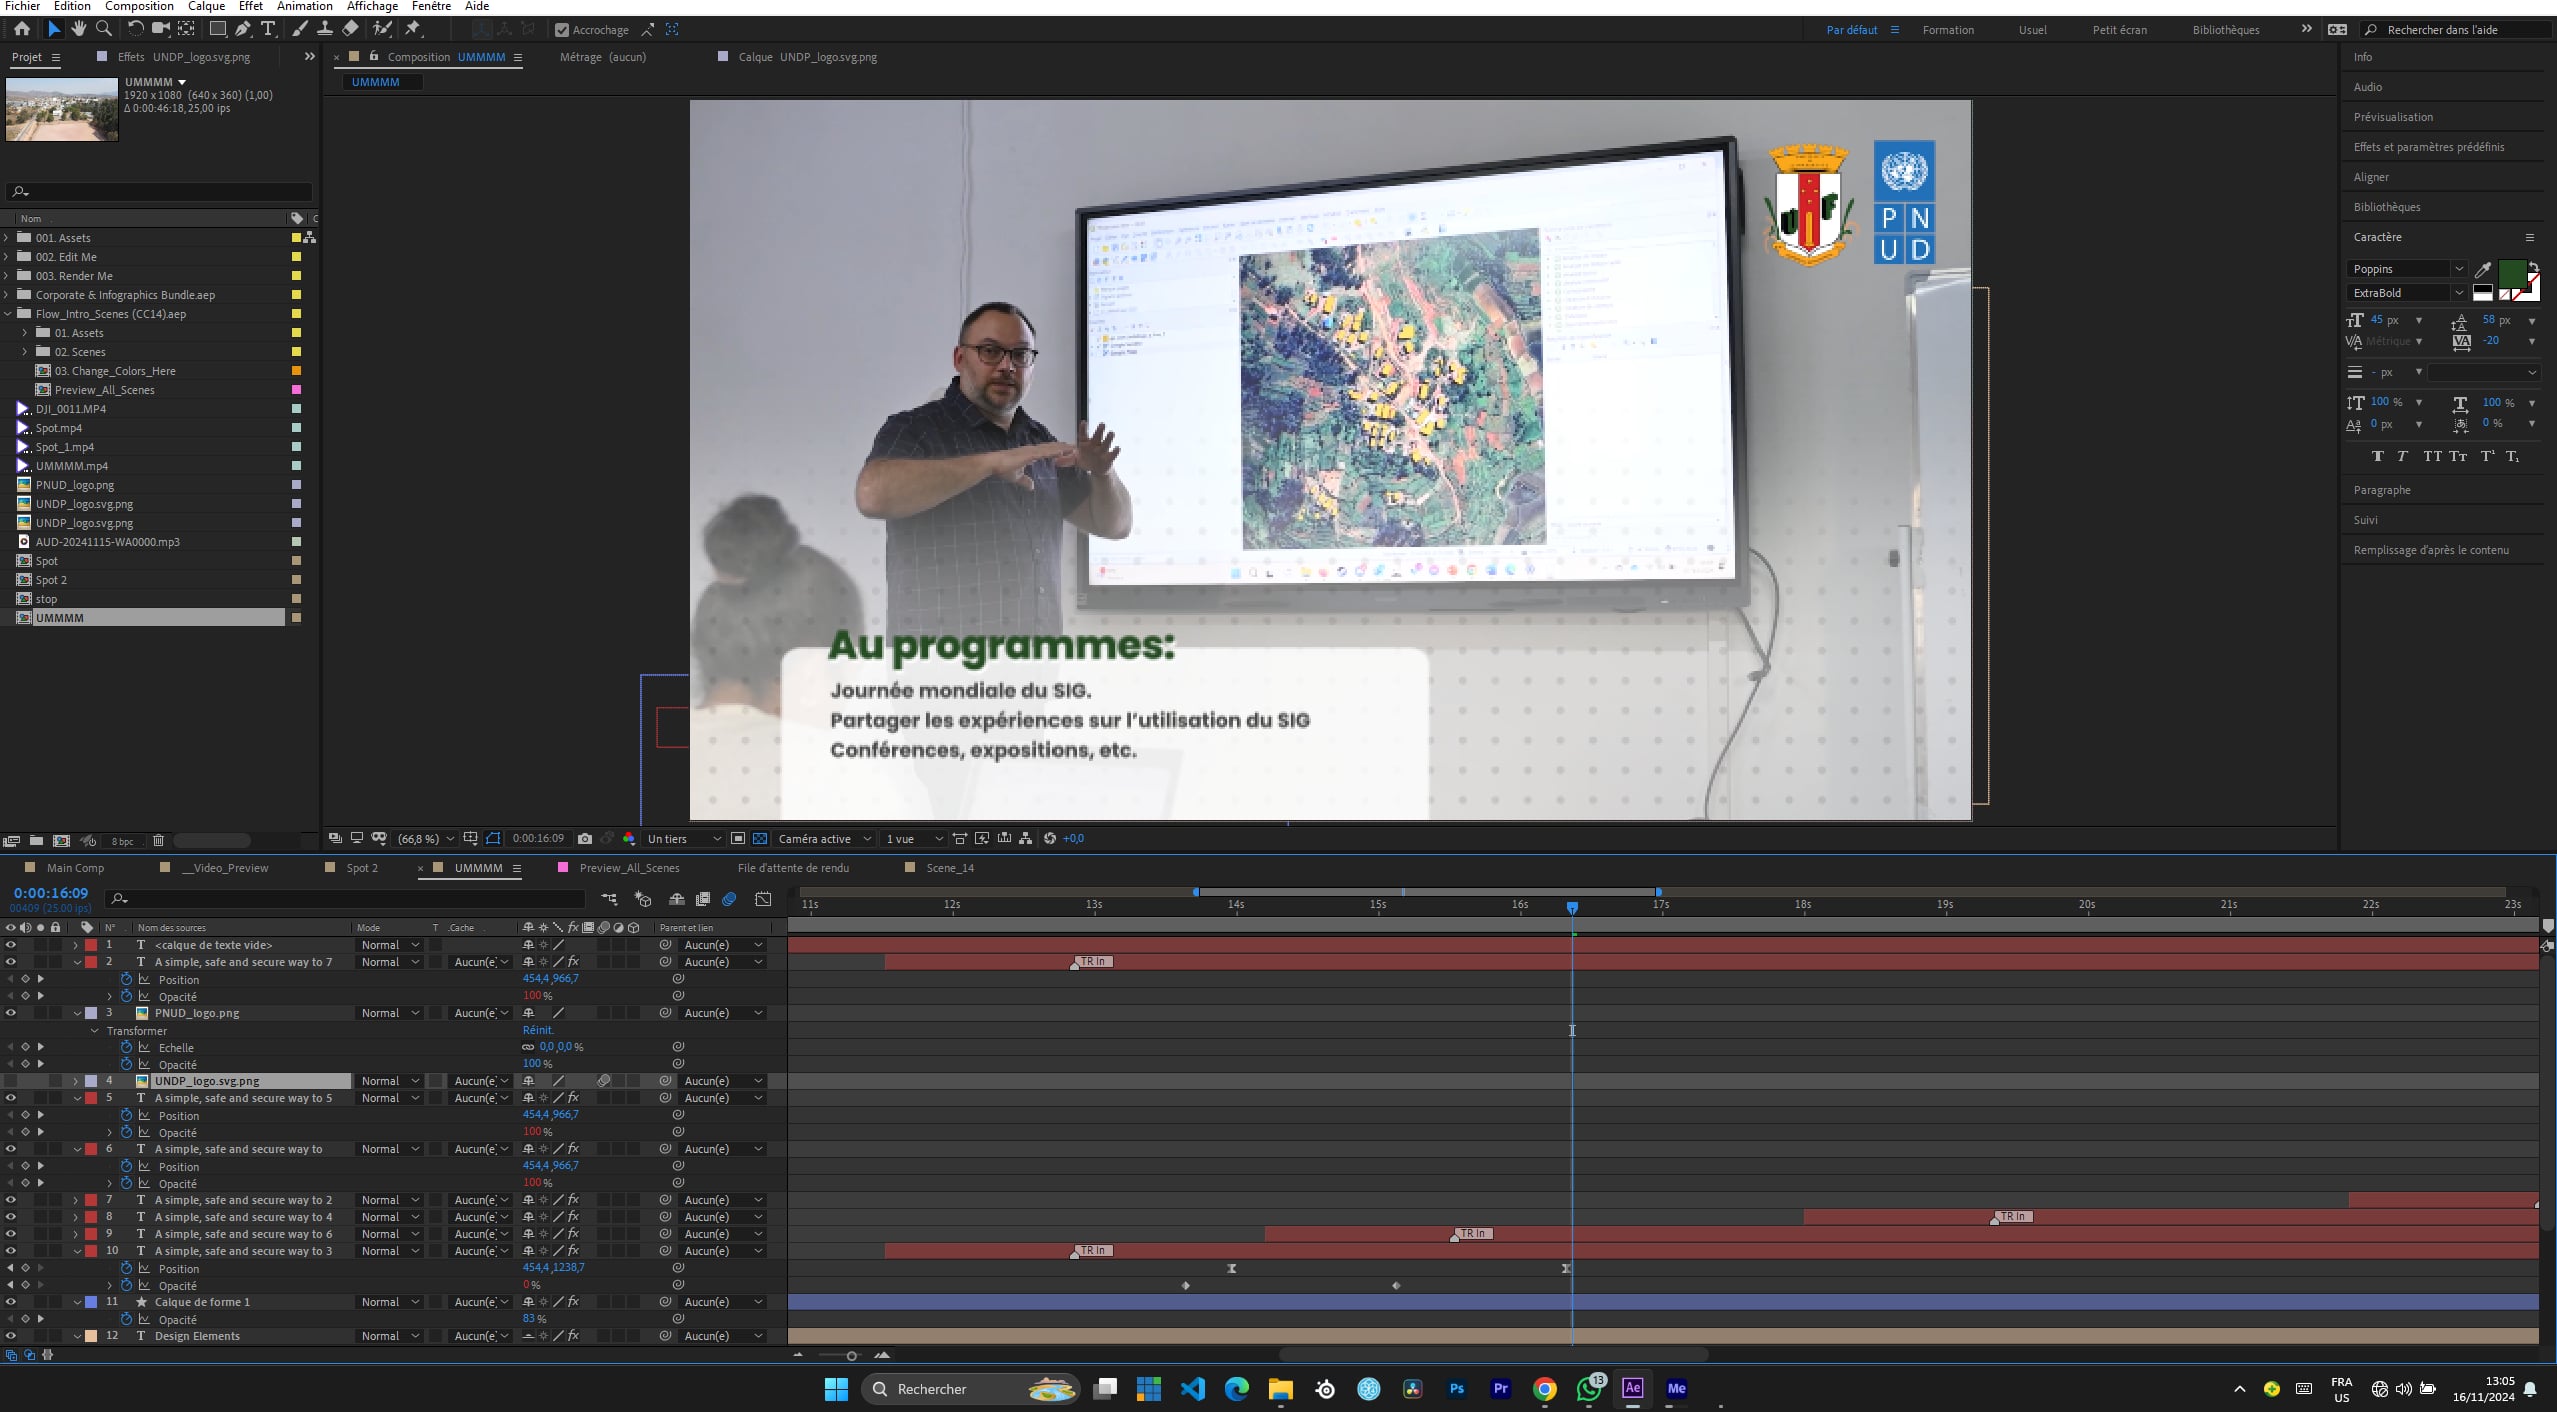 Fichier Edition Composition Calque Effet Animation Affichage Fenêtre Aide
Accrochage
Par défaut Formation Usuel Petit écran Bibliothèques Rechercher dans l'aide
Projet Effets UNDP_logo.svg.png
UMMMM
1920 x 1080 (640 x 360) (1,00)
Δ 0:00:46:18, 25,00 ips
Nom
001. Assets
002. Edit Me
003. Render Me
Corporate & Infographics Bundle.aep
Flow_Intro_Scenes (CC14).aep
01. Assets
02. Scenes
03. Change_Colors_Here
Preview_All_Scenes
DJI_0011.MP4
Spot.mp4
Spot_1.mp4
UMMMM.mp4
PNUD_logo.png
UNDP_logo.svg.png
UNDP_logo.svg.png
AUD-20241115-WA0000.mp3
Spot
Spot 2
stop
UMMMM
8 bpc
Composition UMMMM Métrage (aucun) Calque UNDP_logo.svg.png
UMMMM
P N
U D
Au programmes:
Journée mondiale du SIG.
Partager les expériences sur l'utilisation du SIG
Conférences, expositions, etc.
(66,8 %) 0:00:16:09 Un tiers Caméra active 1 vue +0,0
Info
Audio
Prévisualisation
Effets et paramètres prédéfinis
Aligner
Bibliothèques
Caractère
Poppins
ExtraBold
45 px 58 px
Métrique -20
- px
100 % 100 %
0 px 0 %
T T TT Tт T¹ T₁
Paragraphe
Suivi
Remplissage d'après le contenu
Main Comp __Video_Preview Spot 2 UMMMM Preview_All_Scenes File d'attente de rendu Scene_14
0:00:16:09
00409 (25.00 ips)
11s 12s 13s 14s 15s 16s 17s 18s 19s 20s 21s 22s 23s
N° Nom des sources Mode T .Cache Parent et lien
1 T <calque de texte vide> Normal Aucun(e)
2 T A simple, safe and secure way to 7 Normal Aucun(e) fx Aucun(e) TR In
Position 454,4,966,7
Opacité 100 %
3 PNUD_logo.png Normal Aucun(e) Aucun(e)
Transformer Réinit.
Echelle 0,0,0,0 %
Opacité 100 %
4 UNDP_logo.svg.png Normal Aucun(e) Aucun(e)
5 T A simple, safe and secure way to 5 Normal Aucun(e) fx Aucun(e)
Position 454,4,966,7
Opacité 100 %
6 T A simple, safe and secure way to Normal Aucun(e) fx Aucun(e)
Position 454,4,966,7
Opacité 100 %
7 T A simple, safe and secure way to 2 Normal Aucun(e) fx Aucun(e)
8 T A simple, safe and secure way to 4 Normal Aucun(e) fx Aucun(e) TR In
9 T A simple, safe and secure way to 6 Normal Aucun(e) fx Aucun(e) TR In
10 T A simple, safe and secure way to 3 Normal Aucun(e) fx Aucun(e) TR In
Position 454,4,1238,7
Opacité 0 %
11 Calque de forme 1 Normal Aucun(e) fx Aucun(e)
Opacité 83 %
12 T Design Elements Normal Aucun(e) fx Aucun(e)
Rechercher Ps Pr 13 Ae Me FRA 13:05
US 16/11/2024